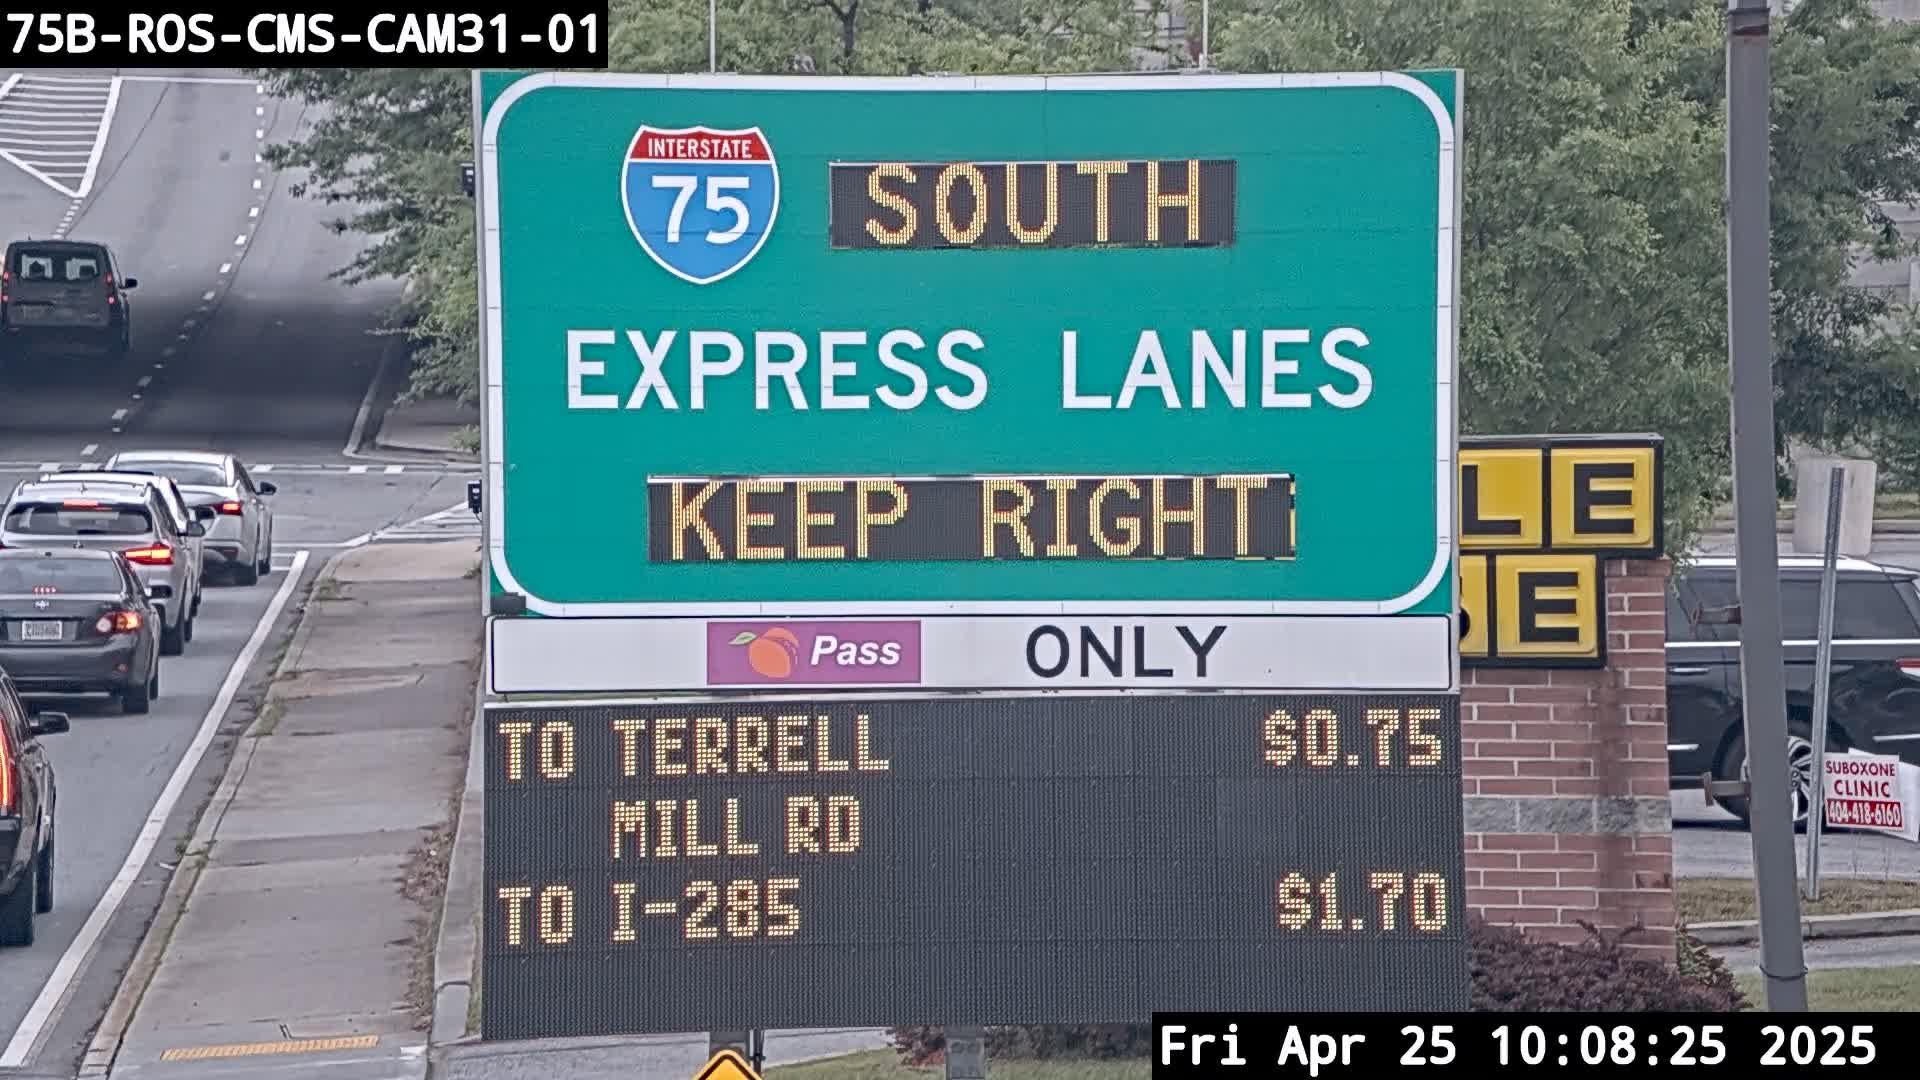 75B-ROS-CMS-CAM31-01
INTERSTATE
75
SOUTH
EXPRESS LANES
KEEP RIGHT
Pass ONLY
TO TERRELL $0.75
MILL RD
TO I-285 $1.70
LE
E
SUBOXONE
CLINIC
404-418-6160
Fri Apr 25 10:08:25 2025